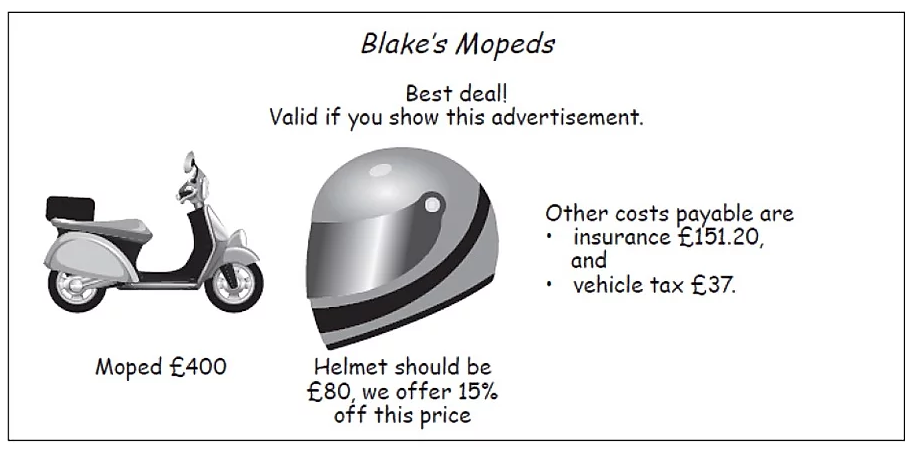 Blake's Mopeds
Best deal!
Valid if you show this advertisement.
Moped £400
Helmet should be
£80, we offer 15%
off this price
Other costs payable are
• insurance £151.20,
and
• vehicle tax £37.